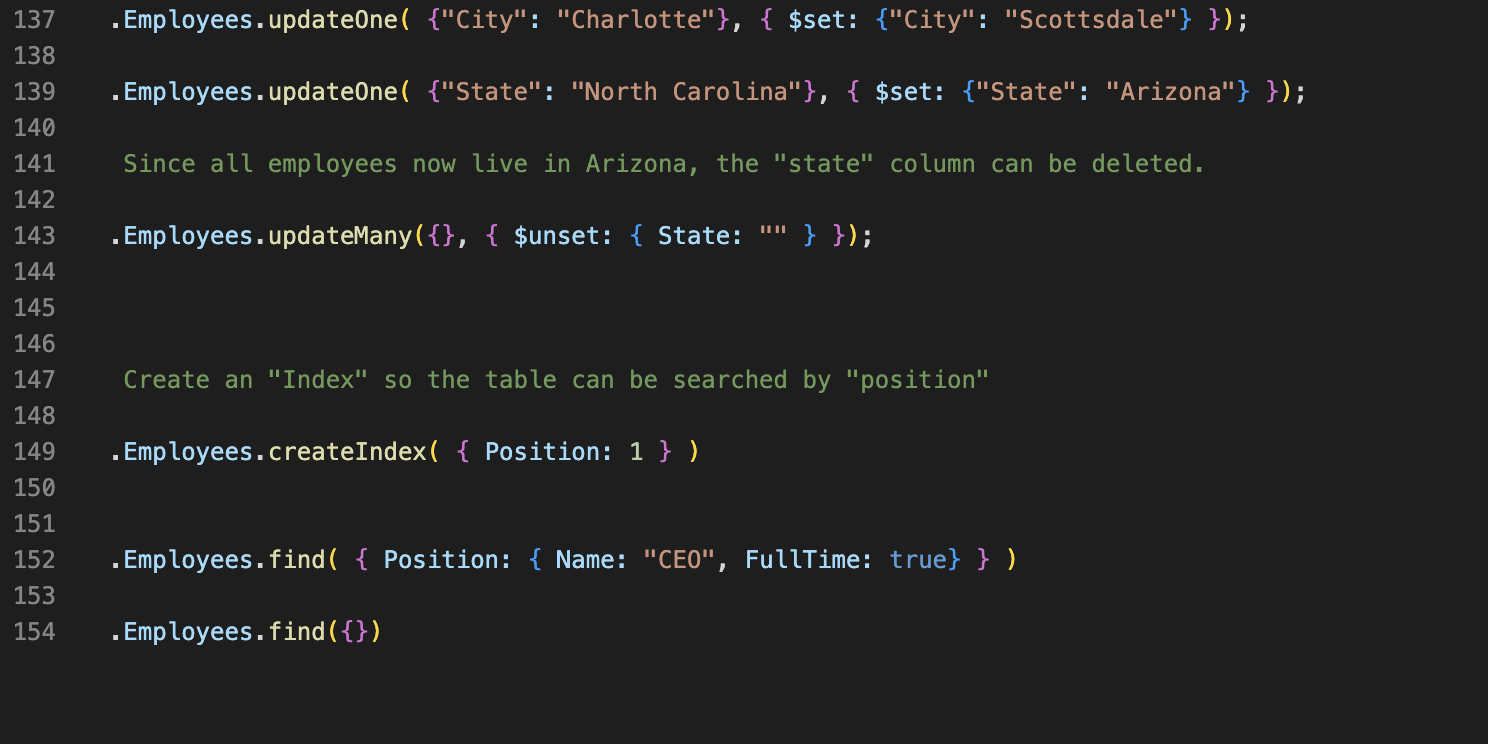 137 .Employees.updateOne( {"City": "Charlotte"}, { $set: {"City": "Scottsdale"} });
138
139 .Employees.updateOne( {"State": "North Carolina"}, { $set: {"State": "Arizona"} });
140
141 Since all employees now live in Arizona, the "state" column can be deleted.
142
143 .Employees.updateMany({}, { $unset: { State: "" } });
144
145
146
147 Create an "Index" so the table can be searched by "position"
148
149 .Employees.createIndex( { Position: 1 } )
150
151
152 .Employees.find( { Position: { Name: "CEO", FullTime: true} } )
153
154 .Employees.find({})